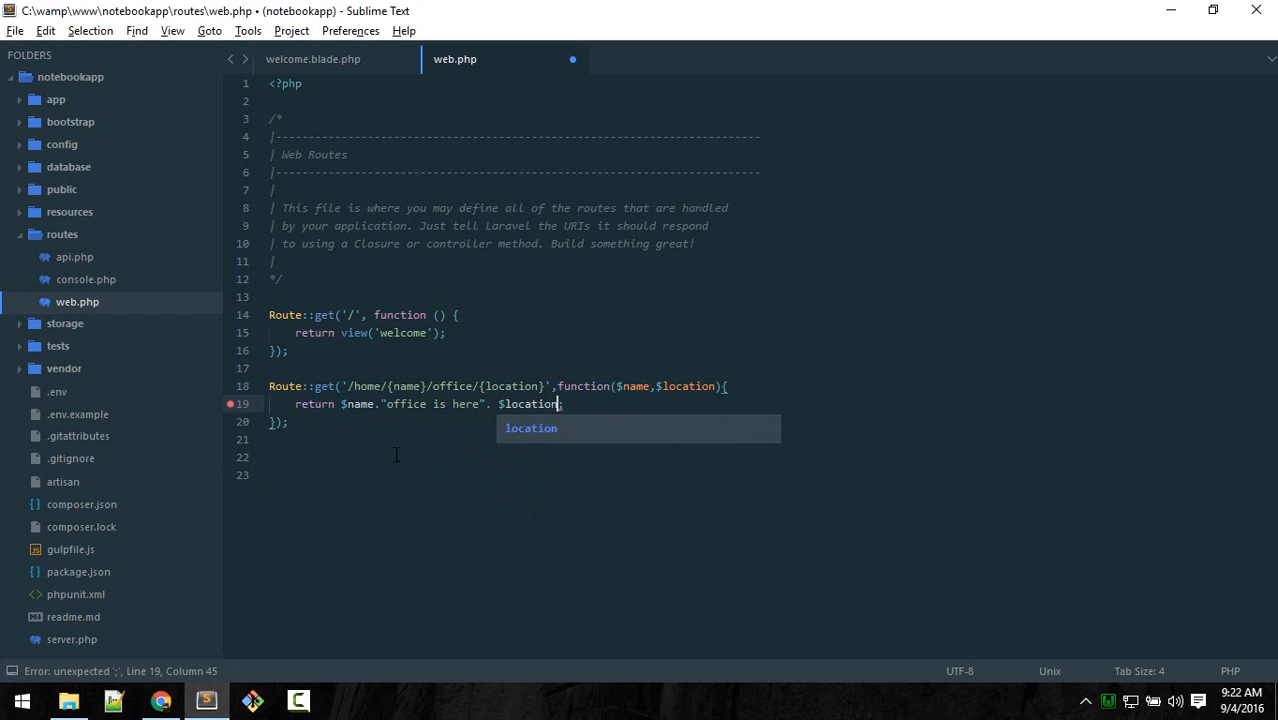 C:\wamp\www\notebookapp\routes\web.php • (notebookapp) - Sublime Text
File Edit Selection Find View Goto Tools Project Preferences Help
FOLDERS
notebookapp
app
bootstrap
config
database
public
resources
routes
api.php
console.php
web.php
storage
tests
vendor
.env
.env.example
.gitattributes
.gitignore
artisan
composer.json
composer.lock
gulpfile.js
package.json
phpunit.xml
readme.md
server.php
welcome.blade.php web.php
1 <?php
2
3 /*
4 |--------------------------------------------------------------------------
5 | Web Routes
6 |--------------------------------------------------------------------------
7 |
8 | This file is where you may define all of the routes that are handled
9 | by your application. Just tell Laravel the URIs it should respond
10 | to using a Closure or controller method. Build something great!
11 |
12 */
13
14 Route::get('/', function () {
15 return view('welcome');
16 });
17
18 Route::get('/home/{name}/office/{location}',function($name,$location){
19 return $name."office is here". $location;
20 });
location
21
22
23
Error: unexpected ';', Line 19, Column 45 UTF-8 Unix Tab Size: 4 PHP
9:22 AM
9/4/2016